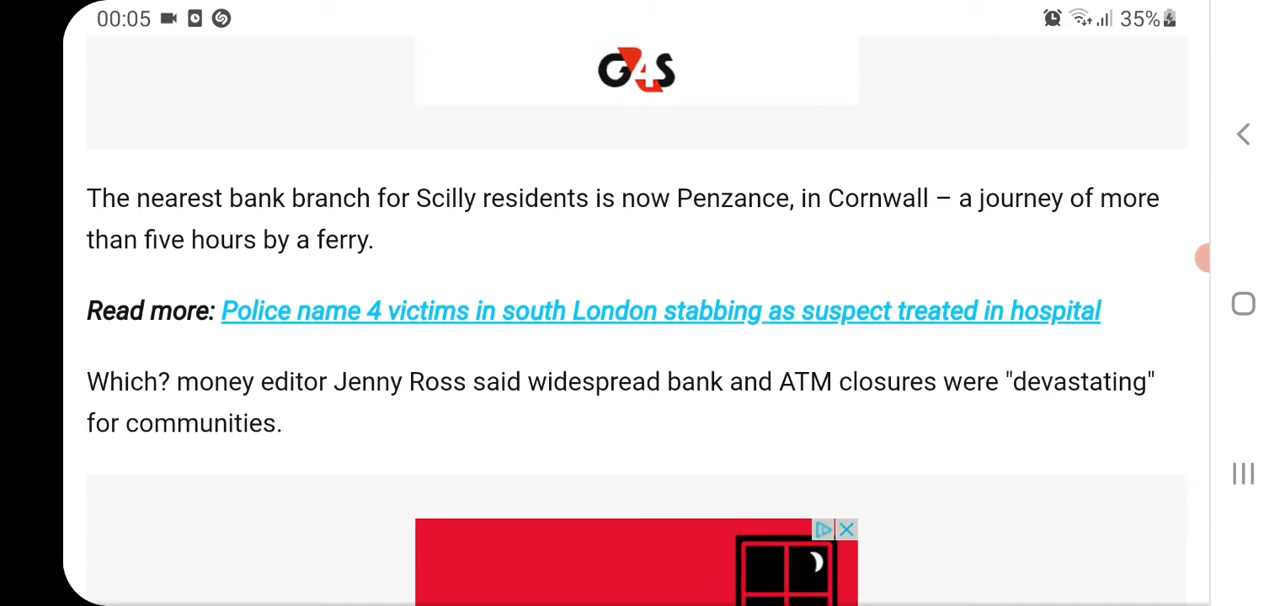 00:05 35%
G4S
The nearest bank branch for Scilly residents is now Penzance, in Cornwall – a journey of more
than five hours by a ferry.
Read more: Police name 4 victims in south London stabbing as suspect treated in hospital
Which? money editor Jenny Ross said widespread bank and ATM closures were "devastating"
for communities.